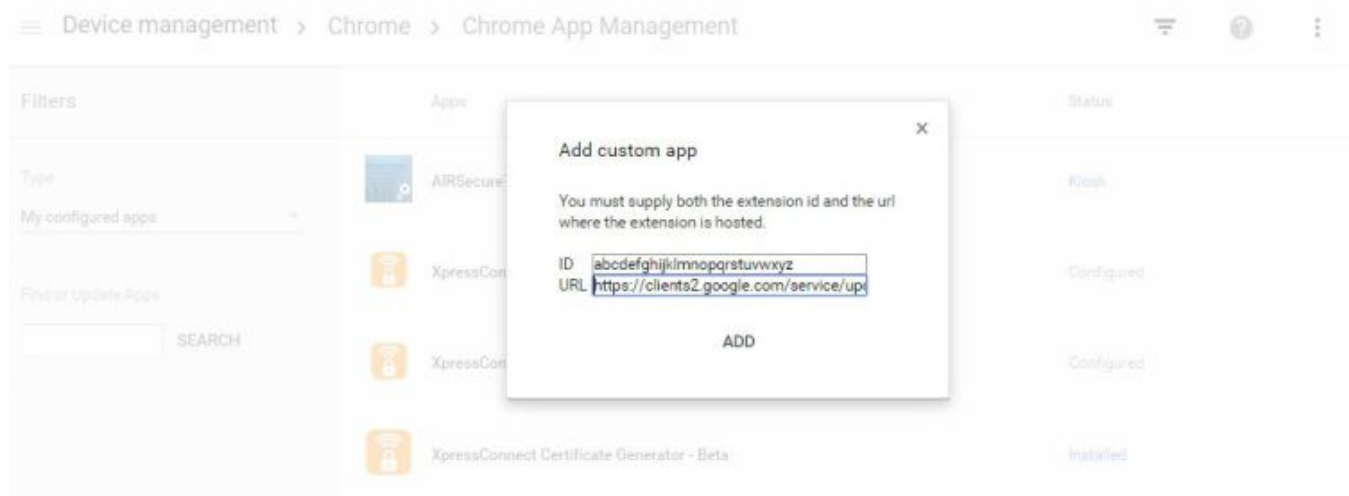 Device management > Chrome > Chrome App Management
Filters
Apps
Status
Add custom app
Type
AIRSecure
Kiosk
My configured apps
You must supply both the extension id and the url
where the extension is hosted.
ID abcdefghijklmnopqrstuvwxyz
XpressCon
Configured
URL https://clients2.google.com/service/upd
Find or Update Apps
SEARCH
ADD
XpressCon
Configured
XpressConnect Certificate Generator - Beta
Installed